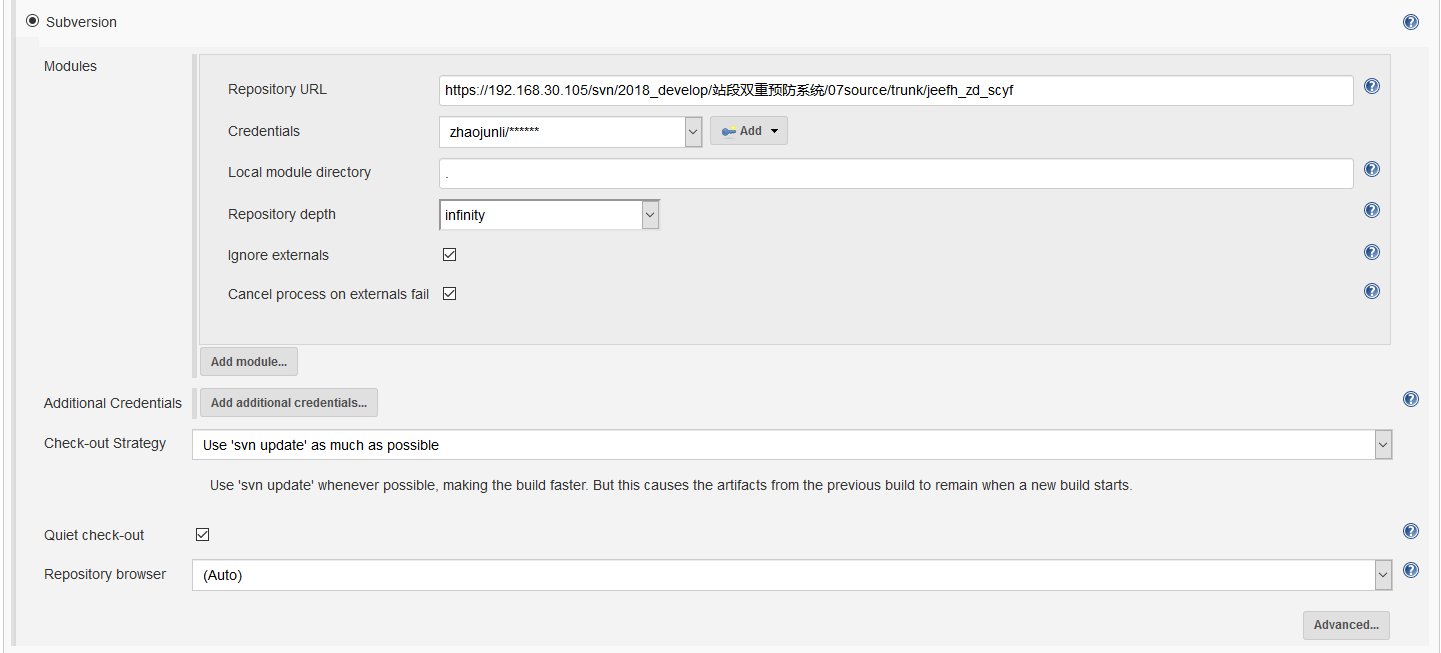 Subversion
Modules
Repository URL
https://192.168.30.105/svn/2018_develop/站段双重预防系统/07source/trunk/jeefh_zd_scyf
Credentials
zhaojunli/******
Add
Local module directory
.
Repository depth
infinity
Ignore externals
Cancel process on externals fail
Add module...
Additional Credentials
Add additional credentials...
Check-out Strategy
Use 'svn update' as much as possible
Use 'svn update' whenever possible, making the build faster. But this causes the artifacts from the previous build to remain when a new build starts.
Quiet check-out
Repository browser
(Auto)
Advanced...